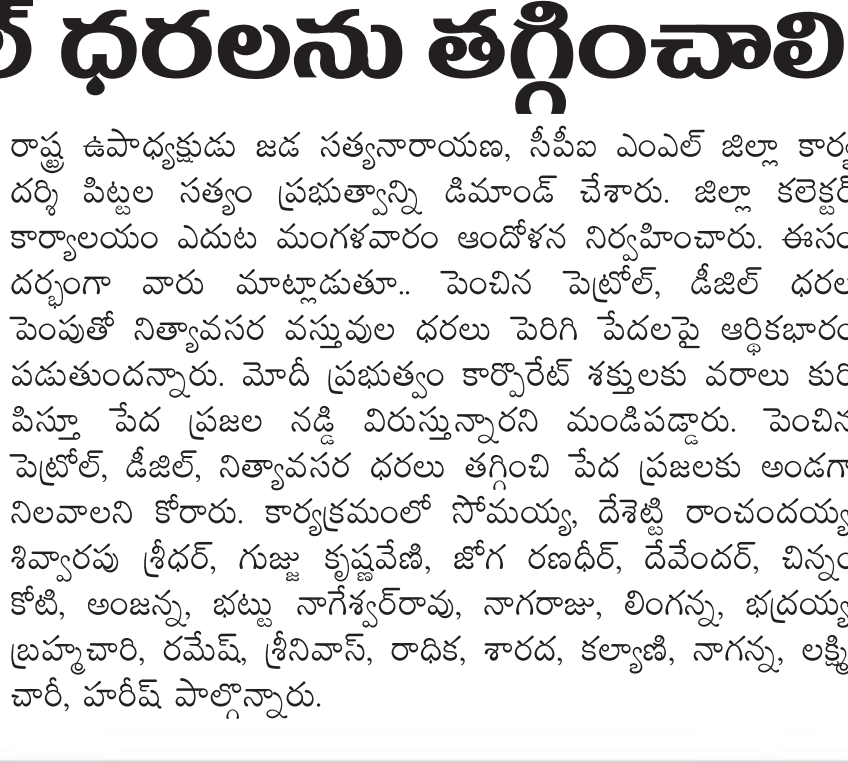 ల్ ధరలను తగ్గించాలి
రాష్ట్ర ఉపాధ్యక్షుడు జడ సత్యనారాయణ, సీపీఐ ఎంఎల్ జిల్లా కార్య
దర్శి పిట్టల సత్యం ప్రభుత్వాన్ని డిమాండ్ చేశారు. జిల్లా కలెక్టర్
కార్యాలయం ఎదుట మంగళవారం ఆందోళన నిర్వహించారు. ఈసం
దర్భంగా వారు మాట్లాడుతూ.. పెంచిన పెట్రోల్, డీజిల్ ధరల
పెంపుతో నిత్యావసర వస్తువుల ధరలు పెరిగి పేదలపై ఆర్థికభారం
పడుతుందన్నారు. మోదీ ప్రభుత్వం కార్పొరేట్ శక్తులకు వరాలు కురి
పిస్తూ పేద ప్రజల నడ్డి విరుస్తున్నారని మండిపడ్డారు. పెంచిన
పెట్రోల్, డీజిల్, నిత్యావసర ధరలు తగ్గించి పేద ప్రజలకు అండగా
నిలవాలని కోరారు. కార్యక్రమంలో సోమయ్య, దేశెట్టి రాంచందయ్య,
శివ్వారపు శ్రీధర్, గుజ్జు కృష్ణవేణి, జోగ రణధీర్, దేవేందర్, చిన్నం
కోటి, అంజన్న, భట్టు నాగేశ్వర్‌రావు, నాగరాజు, లింగన్న, భద్రయ్య,
బ్రహ్మచారి, రమేష్, శ్రీనివాస్, రాధిక, శారద, కల్యాణి, నాగన్న, లక్ష్మి
చారీ, హరీష్ పాల్గొన్నారు.